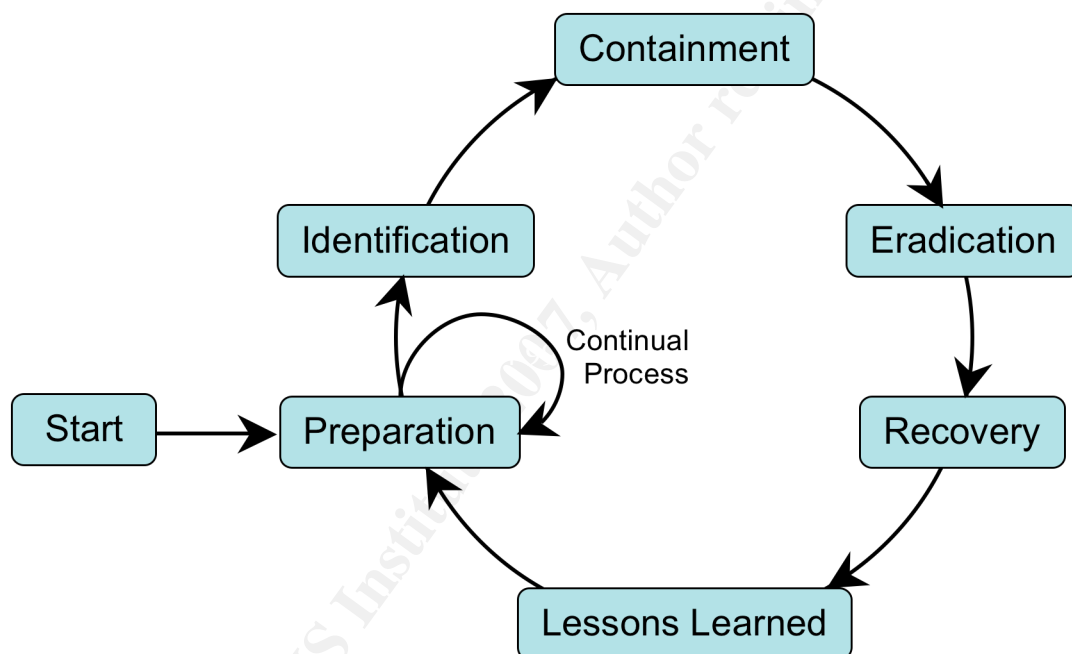 Containment
Identification
Eradication
Continual
Process
Start
Preparation
Recovery
Lessons Learned